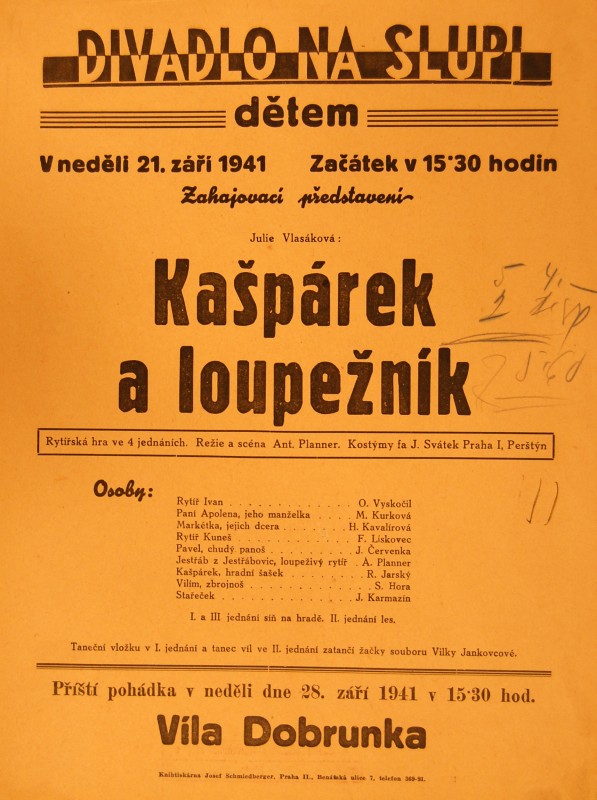 DIVADLO NA SLUPI
dětem
V neděli 21. září 1941 Začátek v 15·30 hodin
Zahajovací představení
Julie Vlasáková:
Kašpárek
a loupežník
Rytířská hra ve 4 jednáních. Režie a scéna Ant. Planner. Kostýmy fa J. Svátek Praha I, Perštýn
Osoby:
Rytíř Ivan . . . . . . . . . . . . . . O. Vyskočil
Paní Apolena, jeho manželka . . . . M. Kurková
Markétka, jejich dcera . . . . . . . H. Kavalírová
Rytíř Kuneš . . . . . . . . . . . . . F. Lískovec
Pavel, chudý panoš . . . . . . . . . J. Červenka
Jestřáb z Jestřábovic, loupeživý rytíř . A. Planner
Kašpárek, hradní šašek . . . . . . . R. Jarský
Vilím, zbrojnoš . . . . . . . . . . . S. Hora
Stařeček . . . . . . . . . . . . . . J. Karmazín
I. a III jednání síň na hradě. II. jednání les.
Taneční vložku v I. jednání a tanec víl ve II. jednání zatančí žačky souboru Vilky Jankovcové.
Příští pohádka v neděli dne 28. září 1941 v 15·30 hod.
Víla Dobrunka
Knihtiskárna Josef Schmiedberger, Praha II., Benátská ulice 7, telefon 369-91.